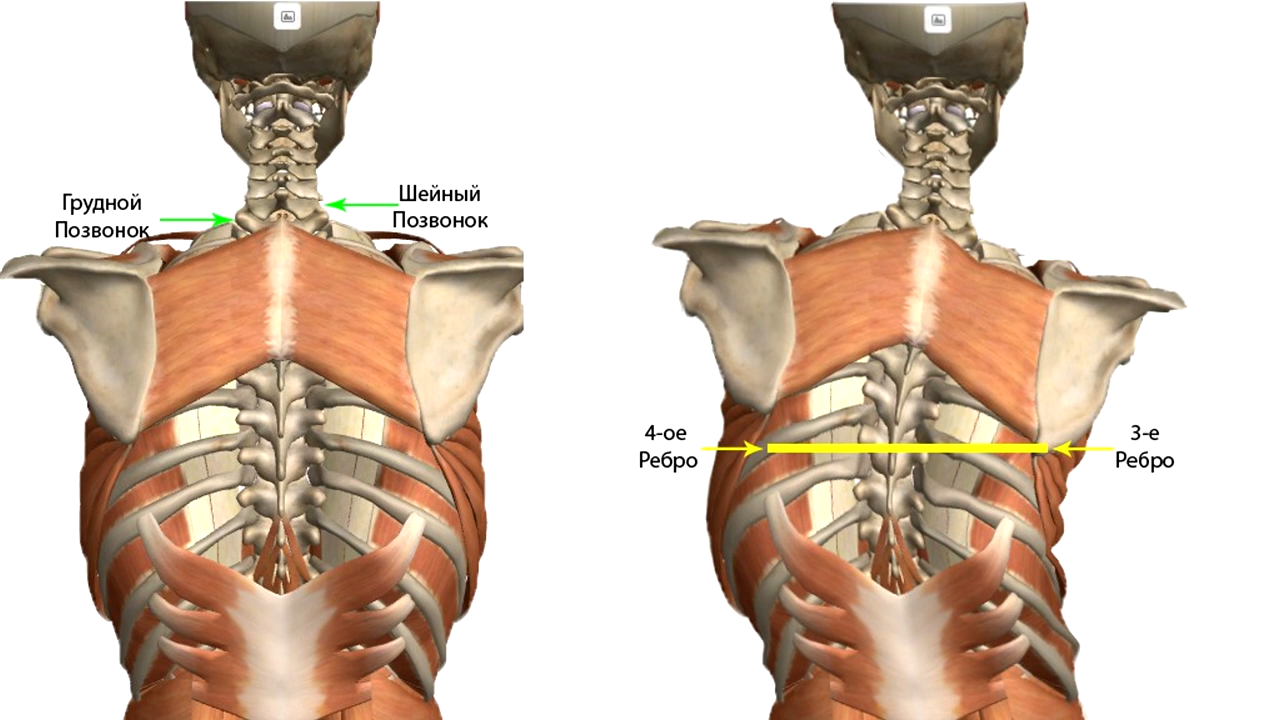 Грудной
Позвонок
Шейный
Позвонок
4-ое
Ребро
3-е
Ребро